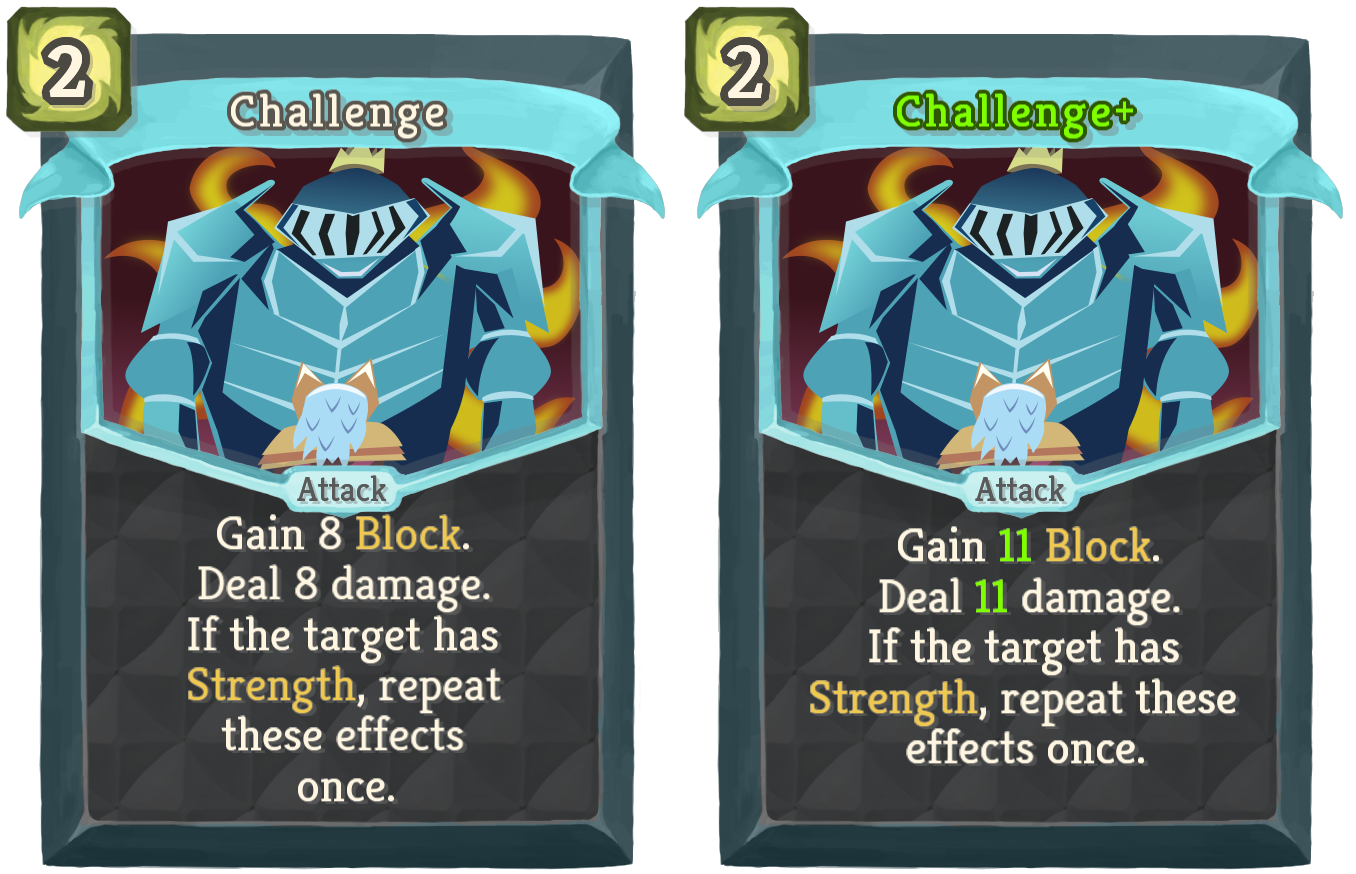 2
Challenge
Attack
Gain 8 Block.
Deal 8 damage.
If the target has
Strength, repeat
these effects
once.
2
Challenge+
Attack
Gain 11 Block.
Deal 11 damage.
If the target has
Strength, repeat these
effects once.